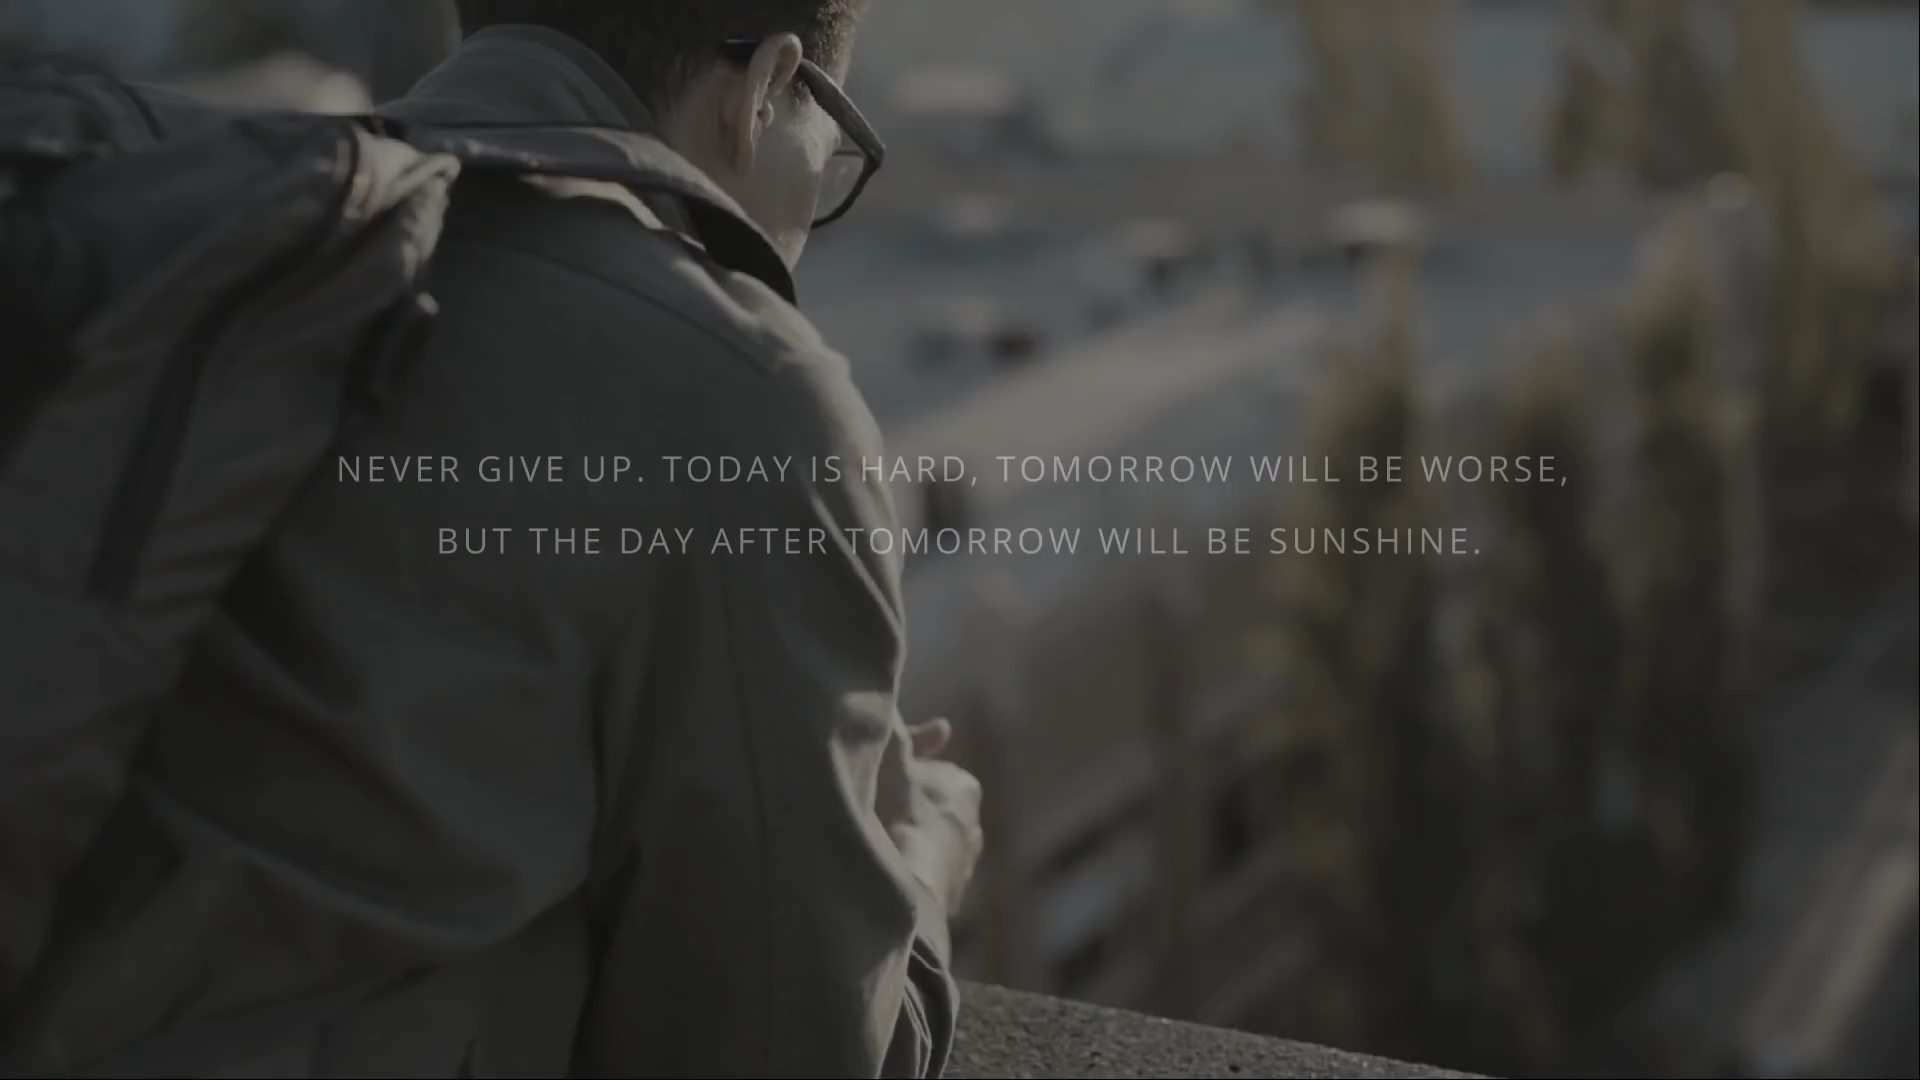 NEVER GIVE UP. TODAY IS HARD, TOMORROW WILL BE WORSE,
BUT THE DAY AFTER TOMORROW WILL BE SUNSHINE.